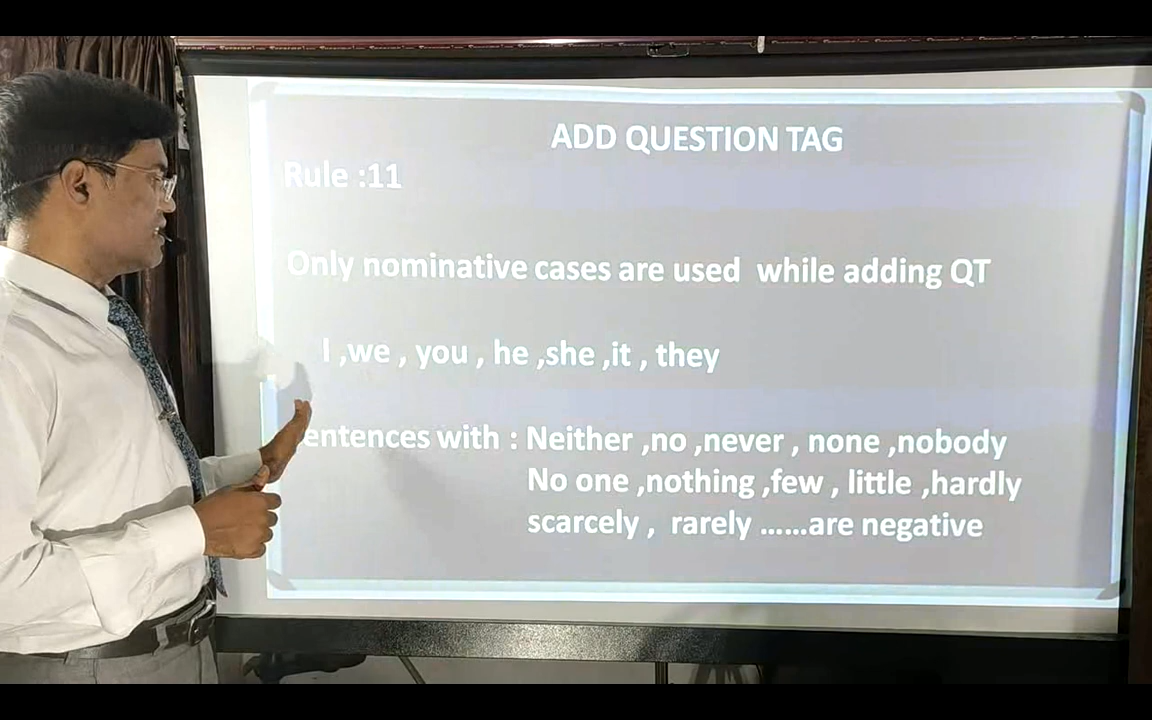 ADD QUESTION TAG
Rule :11
Only nominative cases are used while adding QT
I ,we , you , he ,she ,it , they
entences with : Neither ,no ,never , none ,nobody
No one ,nothing ,few , little ,hardly
scarcely , rarely ......are negative